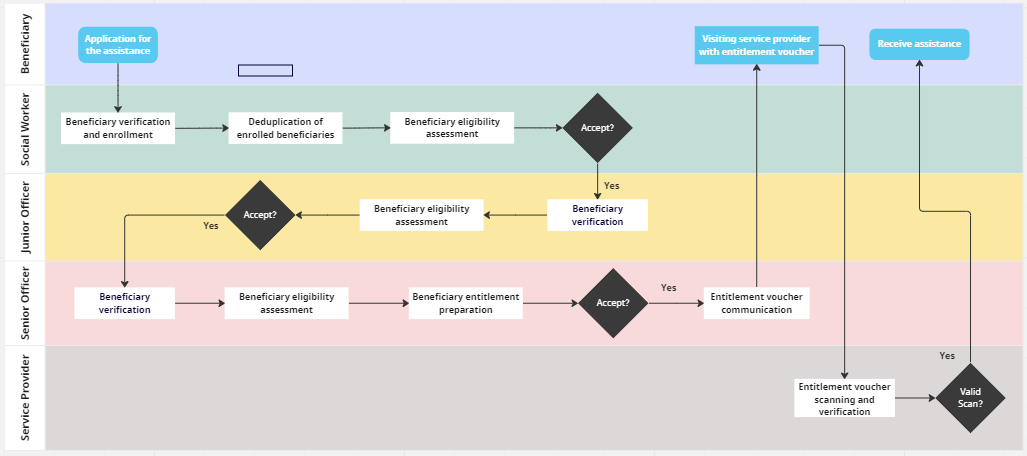 Beneficiary
Application for
the assistance
Visiting service provider
with entitlement voucher
Receive assistance
Social Worker
Beneficiary verification
and enrollment
Deduplication of
enrolled beneficiaries
Beneficiary eligibility
assessment
Accept?
Yes
Junior Officer
Accept?
Yes
Beneficiary eligibility
assessment
Beneficiary
verification
Senior Officer
Beneficiary
verification
Beneficiary eligibility
assessment
Beneficiary entitlement
preparation
Accept?
Yes
Entitlement voucher
communication
Service Provider
Entitlement voucher
scanning and
verification
Yes
Valid
Scan?